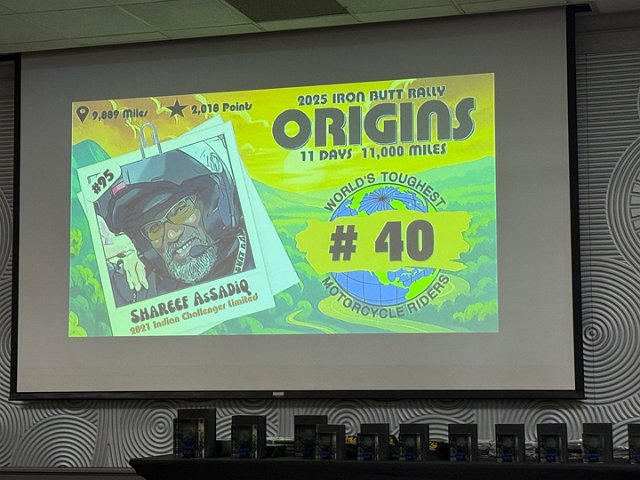 9,889 Miles
2,018 Points
2025 IRON BUTT RALLY
ORIGINS
11 DAYS 11,000 MILES
#95
SHAREEF AsSADiQ
2021 Indian Challenger Limited
WORLD'S TOUGHEST
# 40
MOTORCYCLE RIDERS